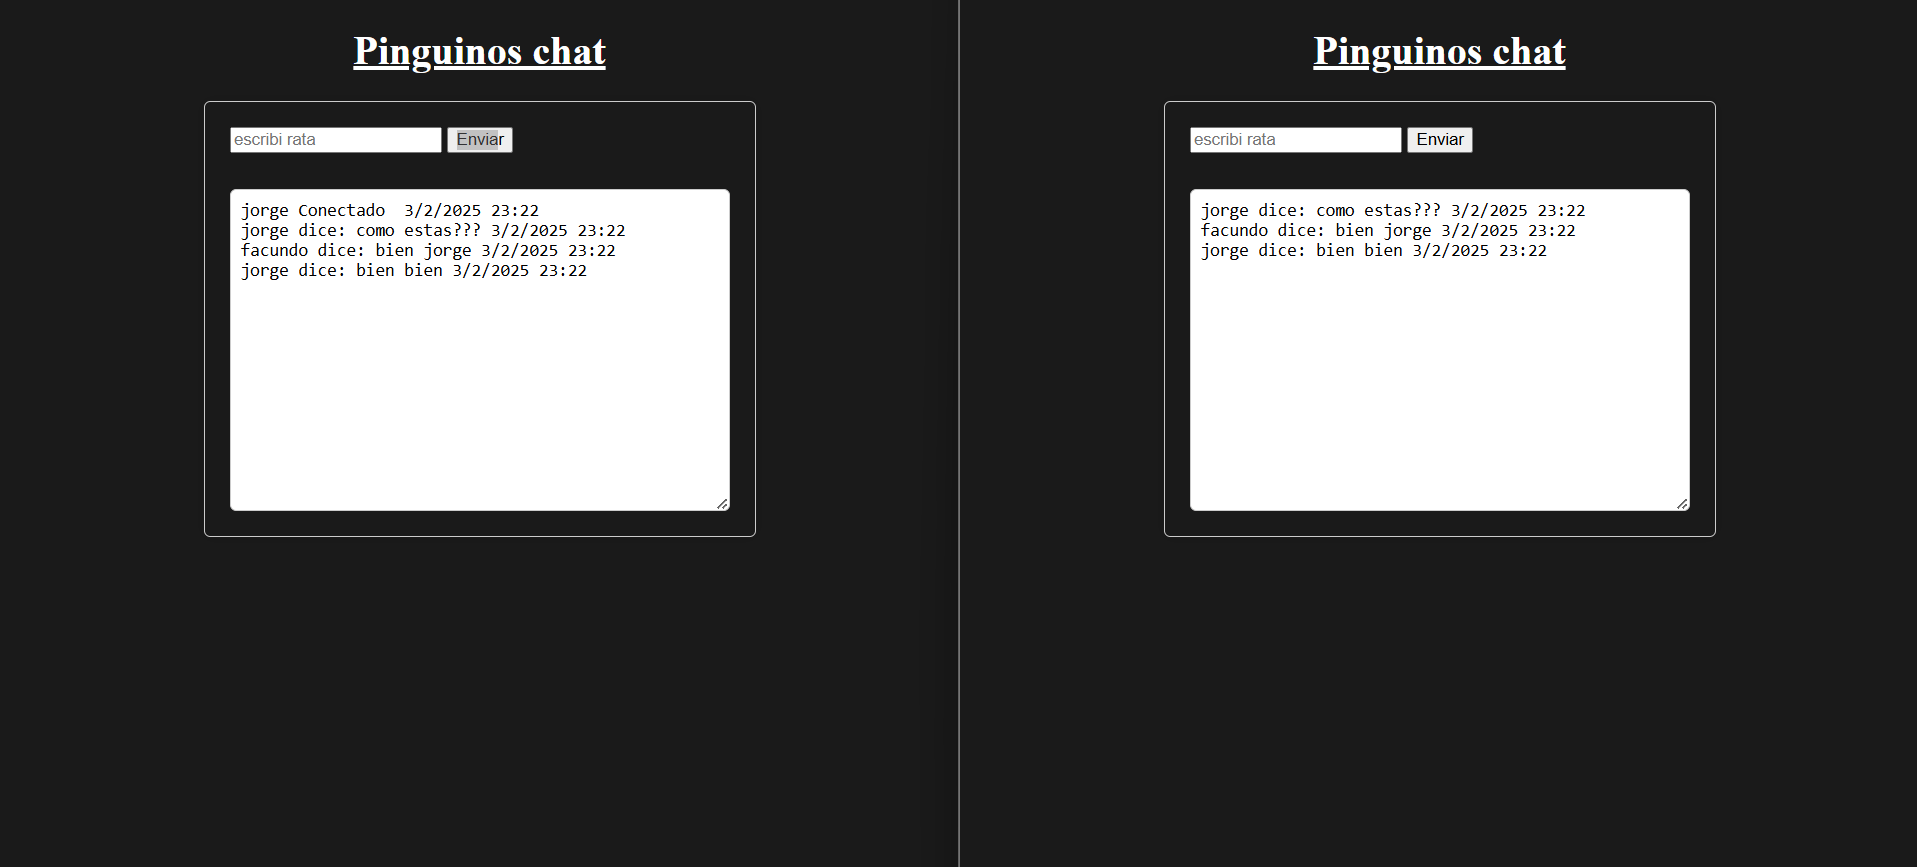 Pinguinos chat
escribi rata Enviar
jorge Conectado  3/2/2025 23:22
jorge dice: como estas??? 3/2/2025 23:22
facundo dice: bien jorge 3/2/2025 23:22
jorge dice: bien bien 3/2/2025 23:22
Pinguinos chat
escribi rata Enviar
jorge dice: como estas??? 3/2/2025 23:22
facundo dice: bien jorge 3/2/2025 23:22
jorge dice: bien bien 3/2/2025 23:22